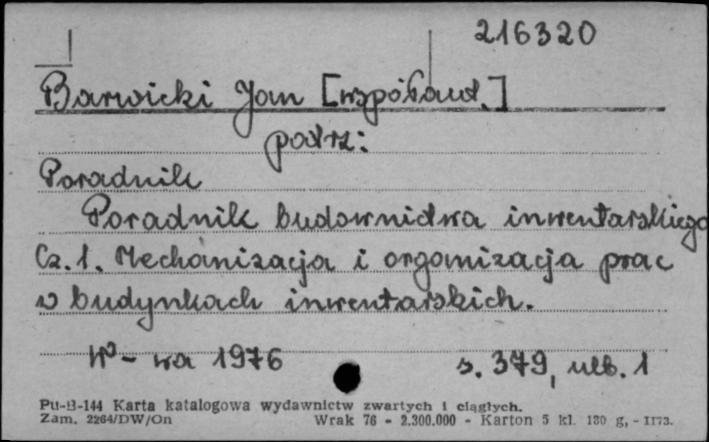 216320
Barwicki Jan [współaut.]
patrz:
Poradnik
Poradnik budownictwa inwentarskiego
Cz. 1. Mechanizacja i organizacja prac
w budynkach inwentarskich.
W-wa 1976 s. 379, nlb. 1
Pu-B-144 Karta katalogowa wydawnictw zwartych i ciągłych.
Zam. 2264/DW/On Wrak 76 - 2.300.000 - Karton 5 kl. 180 g, - 1173.